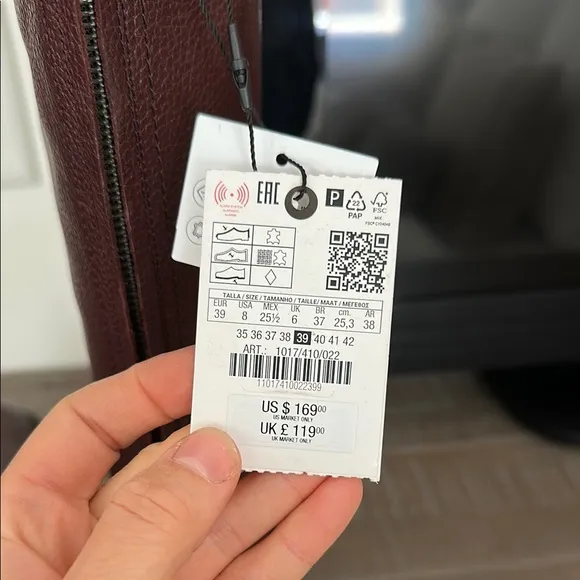 EAC
P
22
PAP
FSC
MIX
TALLA / SIZE / TAMANHO / TAILLE / MAAT / ΜΕΓΕΘΟΣ
EUR USA MEX UK BR cm. AR
39 8 25½ 6 37 25,3 38
35 36 37 38 39 40 41 42
ART.: 1017/410/022
11017410022399
US $ 169 00
US MARKET ONLY
UK £ 119 00
UK MARKET ONLY